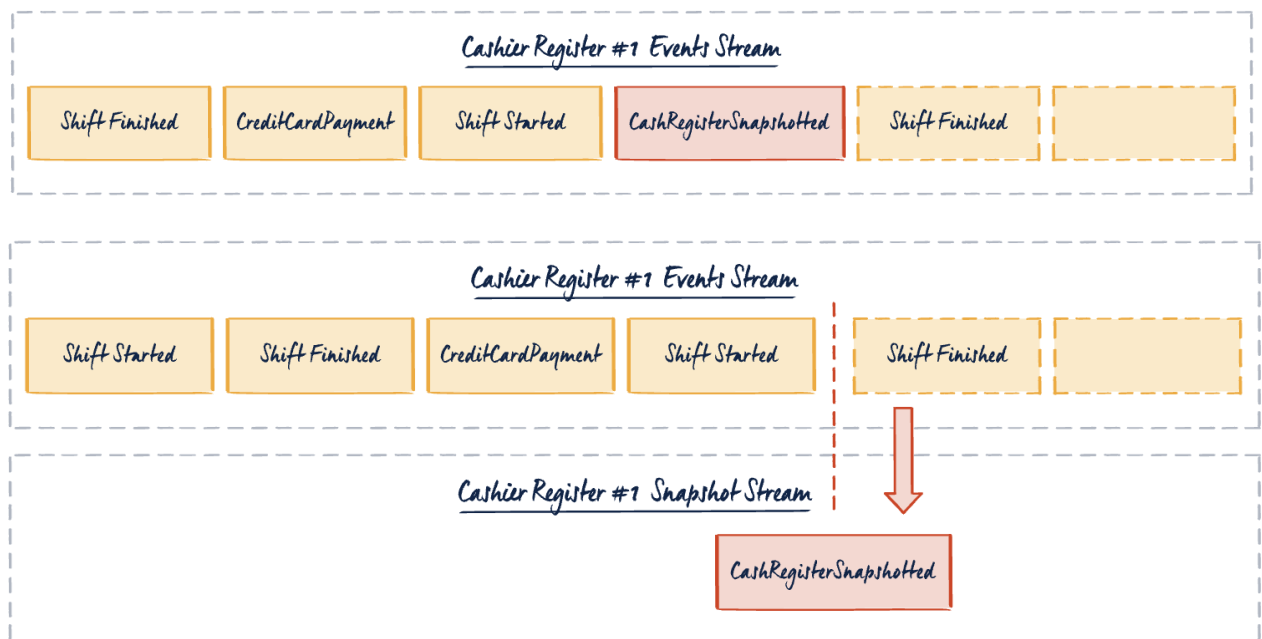 Cashier Register #1 Events Stream
Shift Finished
CreditCardPayment
Shift Started
CashRegisterSnapshotted
Shift Finished
Cashier Register #1 Events Stream
Shift Started
Shift Finished
CreditCardPayment
Shift Started
Shift Finished
Cashier Register #1 Snapshot Stream
CashRegisterSnapshotted